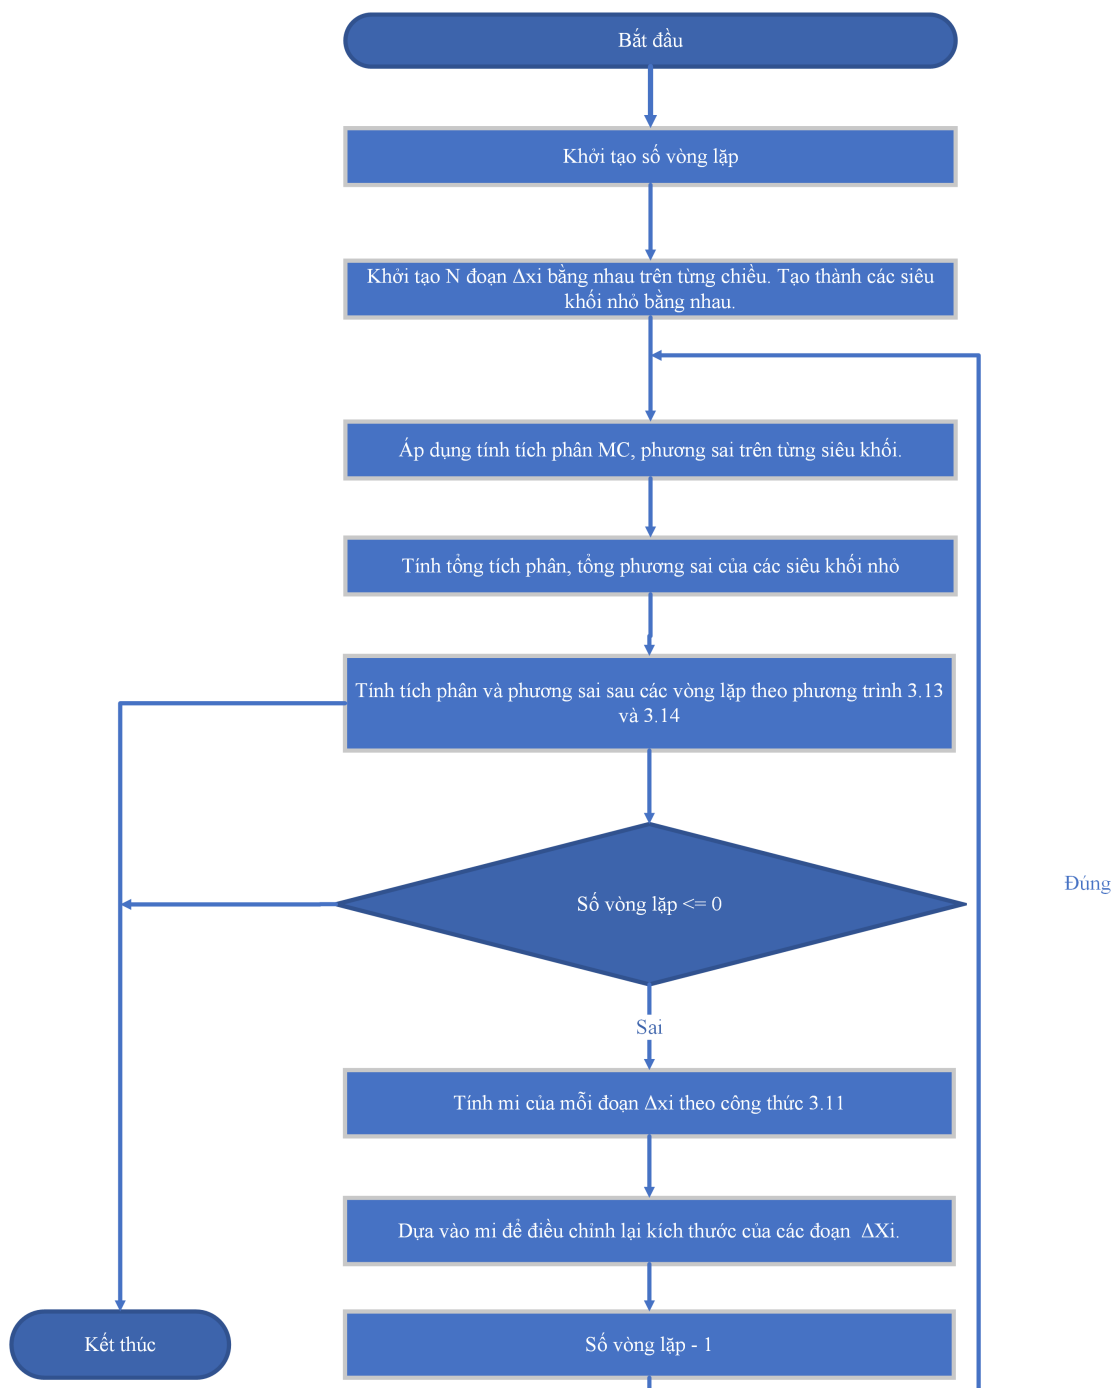 Bắt đầu
Khởi tạo số vòng lặp
Khởi tạo N đoạn Δxi bằng nhau trên từng chiều. Tạo thành các siêu
khối nhỏ bằng nhau.
Áp dụng tính tích phân MC, phương sai trên từng siêu khối.
Tính tổng tích phân, tổng phương sai của các siêu khối nhỏ
Tính tích phân và phương sai sau các vòng lặp theo phương trình 3.13
và 3.14
Đúng
Số vòng lặp <= 0
Sai
Tính mi của mỗi đoạn Δxi theo công thức 3.11
Dựa vào mi để điều chỉnh lại kích thước của các đoạn ΔXi.
Kết thúc
Số vòng lặp - 1